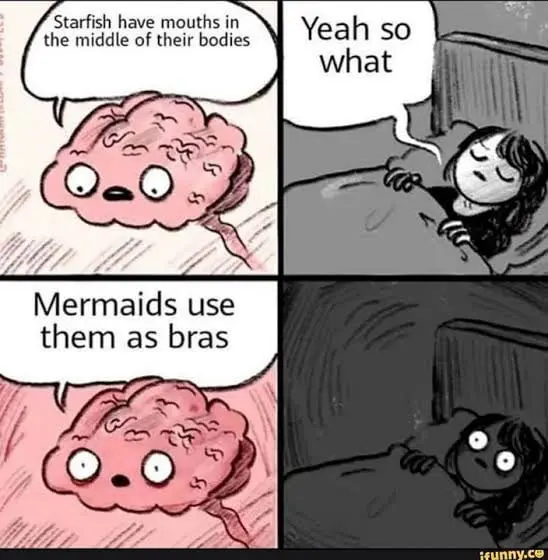 Starfish have mouths in
the middle of their bodies
Yeah so
what
Mermaids use
them as bras
ifunny.co